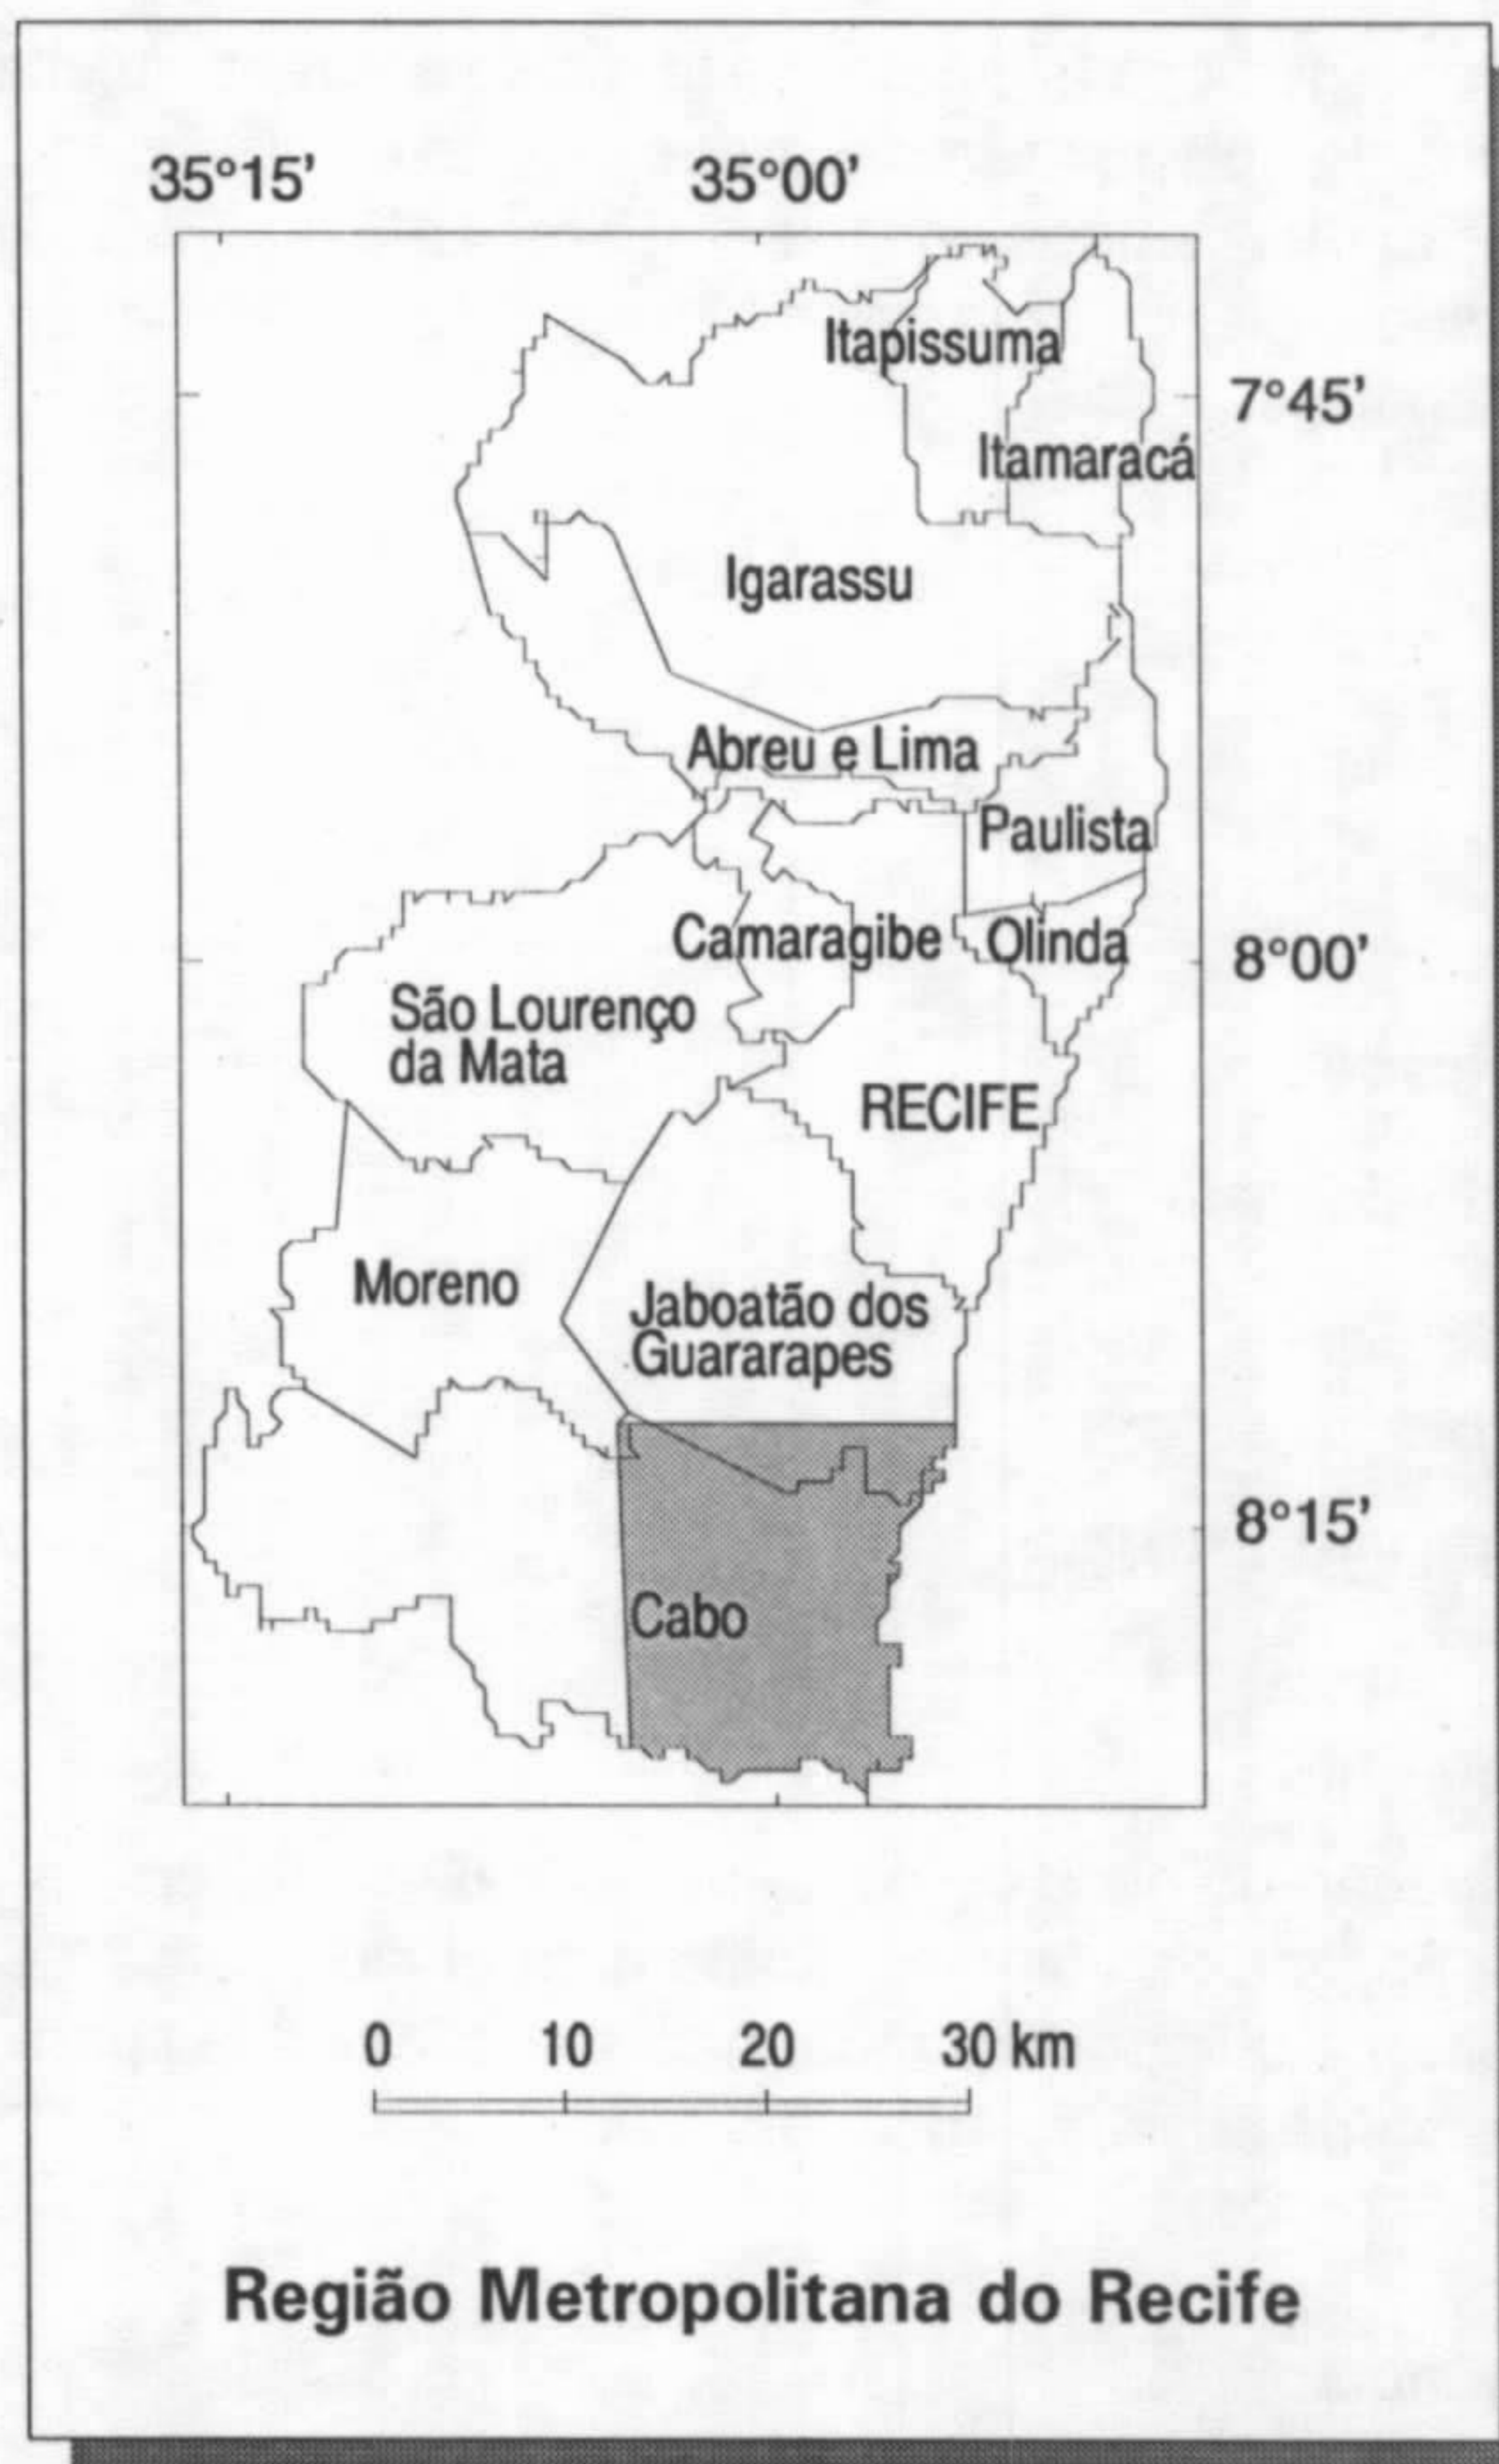 35°15' 35°00'
Itapissuma
7°45'
Itamaracá
Igarassu
Abreu e Lima
Paulista
Camaragibe Olinda
8°00'
São Lourenço
da Mata
RECIFE
Moreno
Jaboatão dos
Guararapes
8°15'
Cabo
0 10 20 30 km
Região Metropolitana do Recife